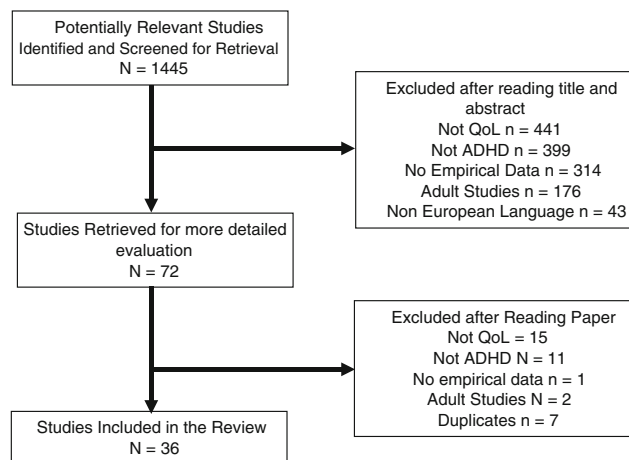 Potentially Relevant Studies
Identified and Screened for Retrieval
N = 1445
Excluded after reading title and
abstract
Not QoL n = 441
Not ADHD n = 399
No Empirical Data n = 314
Adult Studies n = 176
Non European Language n = 43
Studies Retrieved for more detailed
evaluation
N = 72
Excluded after Reading Paper
Not QoL = 15
Not ADHD N = 11
No empirical data n = 1
Adult Studies N = 2
Duplicates n = 7
Studies Included in the Review
N = 36